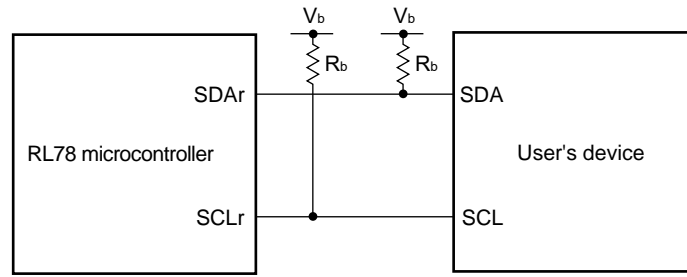 Vb Vb
Rb Rb
SDAr SDA
RL78 microcontroller User's device
SCLr SCL